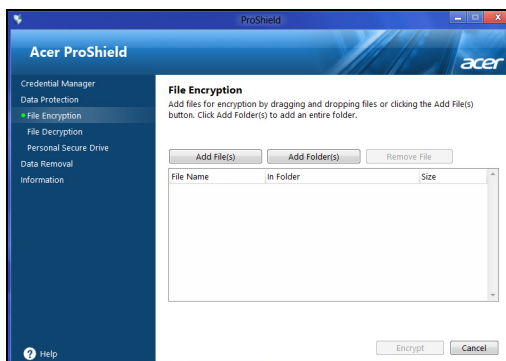 ProShield
Acer ProShield
acer
Credential Manager
Data Protection
File Encryption
File Decryption
Personal Secure Drive
Data Removal
Information
File Encryption
Add files for encryption by dragging and dropping files or clicking the Add File(s)
button. Click Add Folder(s) to add an entire folder.
Add File(s) Add Folder(s) Remove File
File Name In Folder Size
Encrypt Cancel
? Help